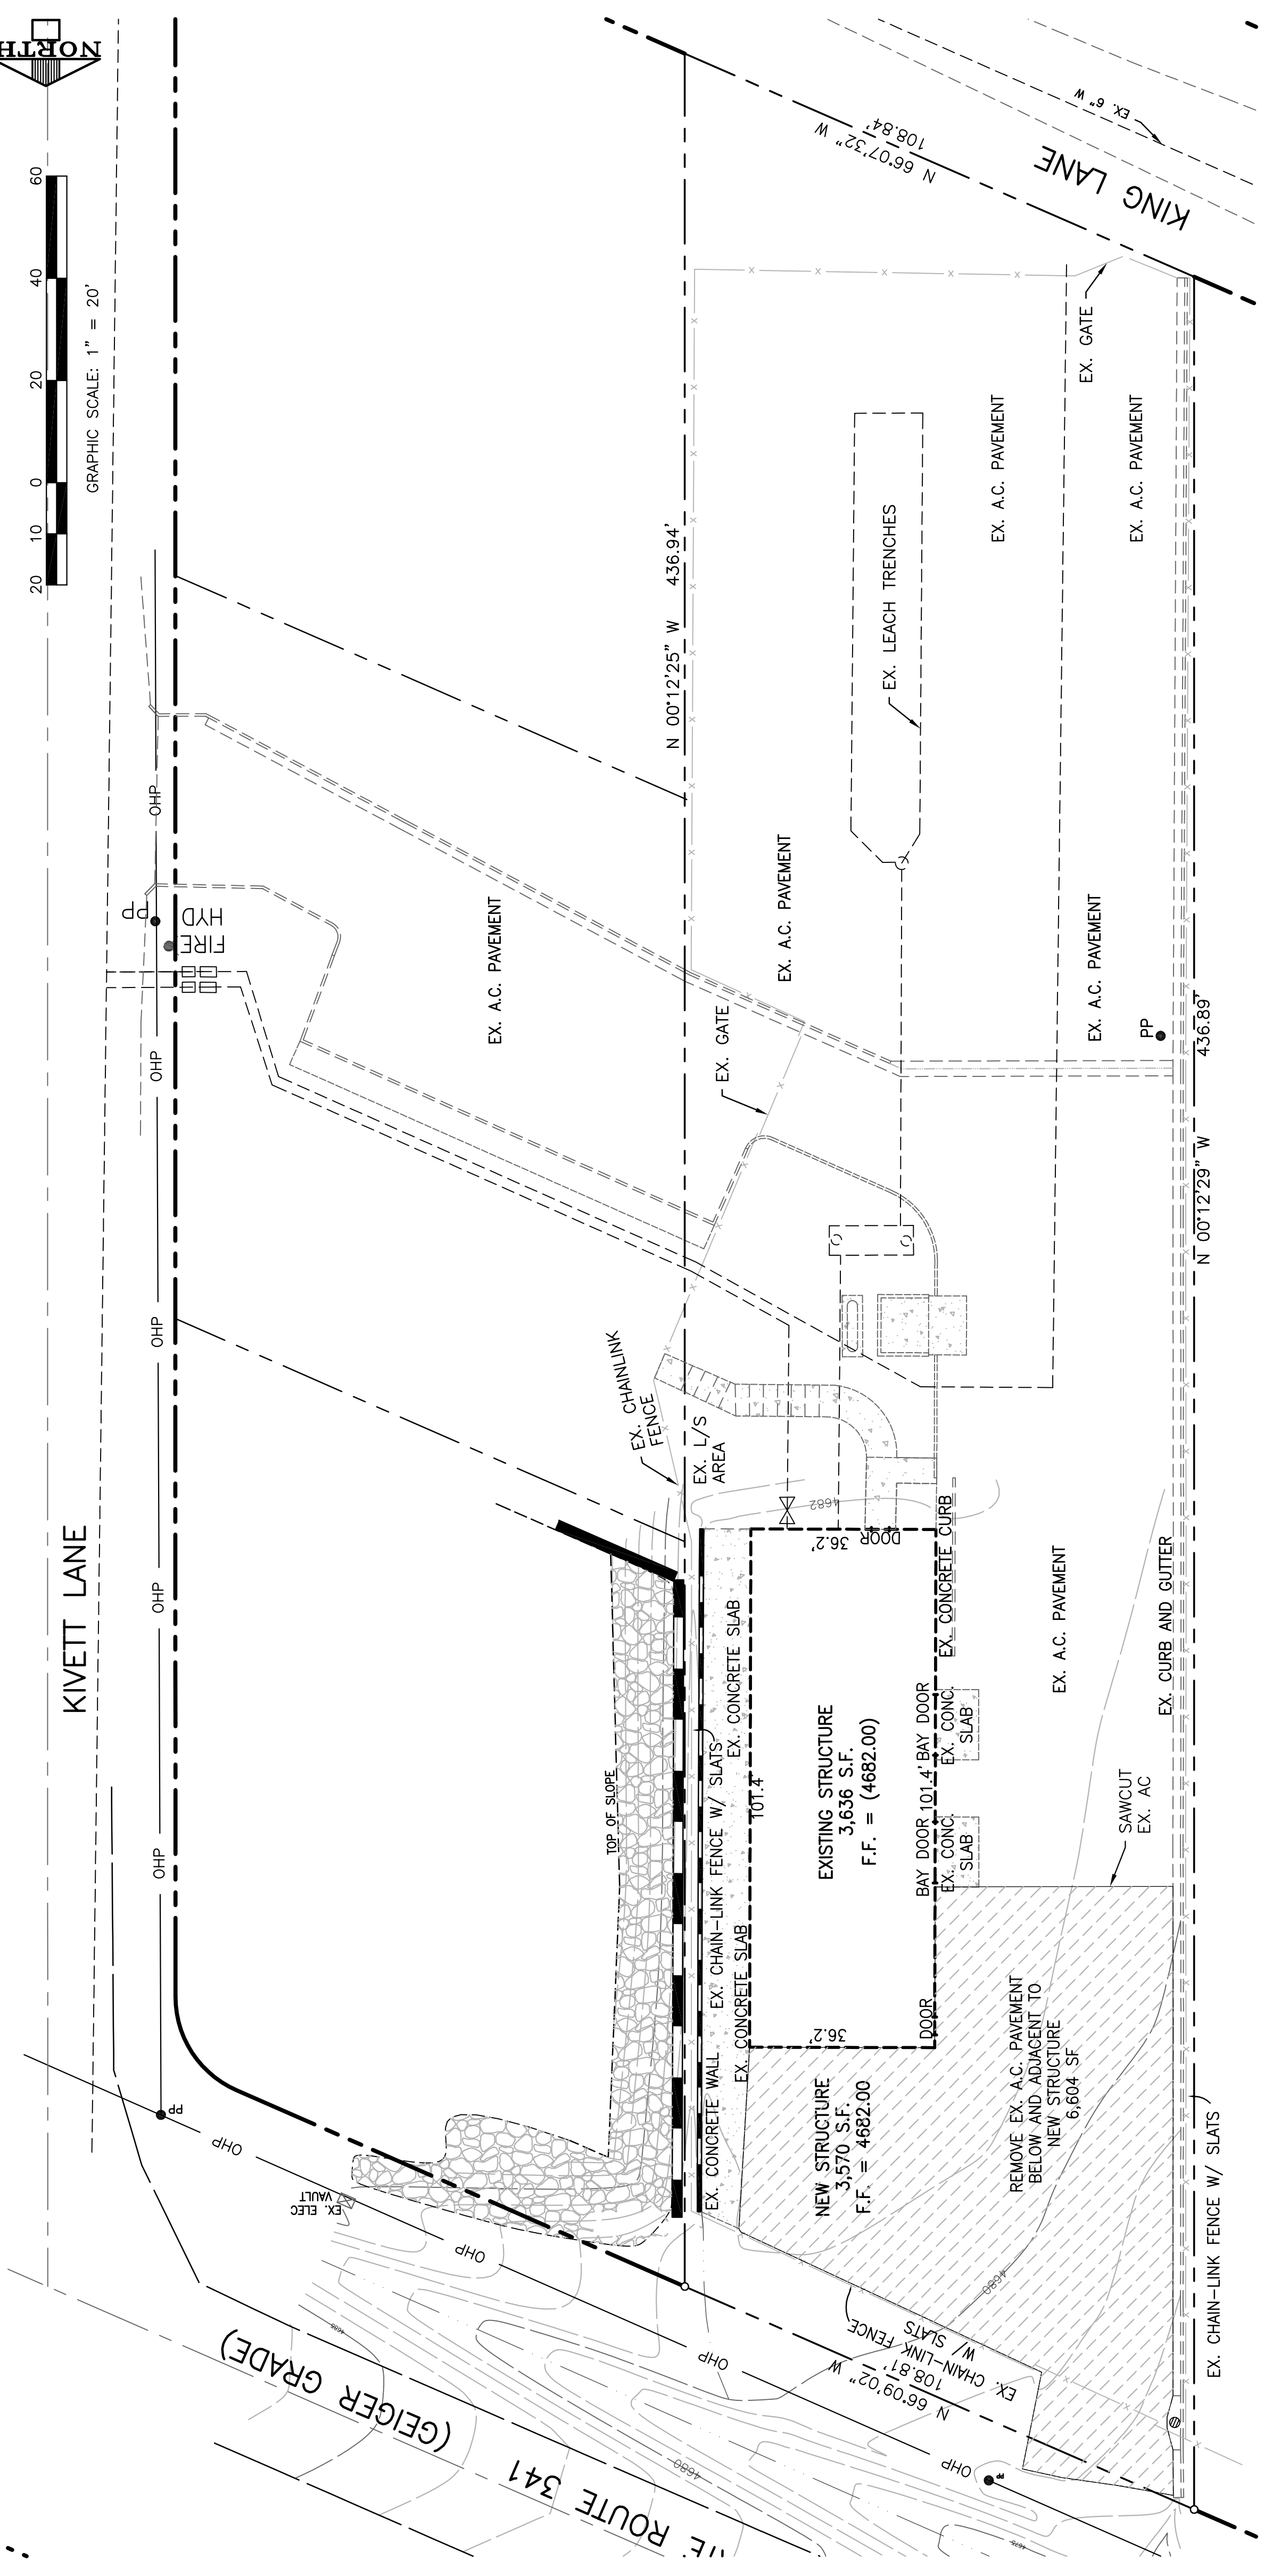 NORTH
60
40
20
0
10
20
GRAPHIC SCALE: 1" = 20'
N 66°07'32" W
108.84'
EX. 6" W
KING LANE
EX. GATE
EX. A.C. PAVEMENT
EX. A.C. PAVEMENT
EX. LEACH TRENCHES
N 00°12'25" W 436.94'
OHP
PP
FIRE
HYD
OHP
EX. A.C. PAVEMENT
EX. A.C. PAVEMENT
EX. A.C. PAVEMENT
EX. GATE
PP
N 00°12'29" W 436.89'
OHP
EX. CHAINLINK
FENCE
EX. L/S
AREA
4682
KIVETT LANE
OHP
OHP
36.2'
DOOR
EX. CONCRETE CURB
EX. A.C. PAVEMENT
EX. CURB AND GUTTER
TOP OF SLOPE
EX. CONCRETE SLAB
EX. CHAIN-LINK FENCE W/ SLATS
101.4'
EXISTING STRUCTURE
3,636 S.F.
F.F. = (4682.00)
BAY DOOR
101.4'
BAY DOOR
EX. CONC.
SLAB
EX. CONC.
SLAB
SAWCUT
EX. AC
EX. CONCRETE SLAB
EX. CONCRETE WALL
36.2'
DOOR
NEW STRUCTURE
3,570 S.F.
F.F. = 4682.00
REMOVE EX. A.C. PAVEMENT
BELOW AND ADJACENT TO
NEW STRUCTURE
6,604 SF
EX. CHAIN-LINK FENCE W/ SLATS
PP
OHP
EX. ELEC
VAULT
OHP
4680
EX. CHAIN-LINK FENCE
W/ SLATS
N 66°09'02" W
108.81'
OHP
OHP
PP
4680
(GEIGER GRADE)
ROUTE 341
4675